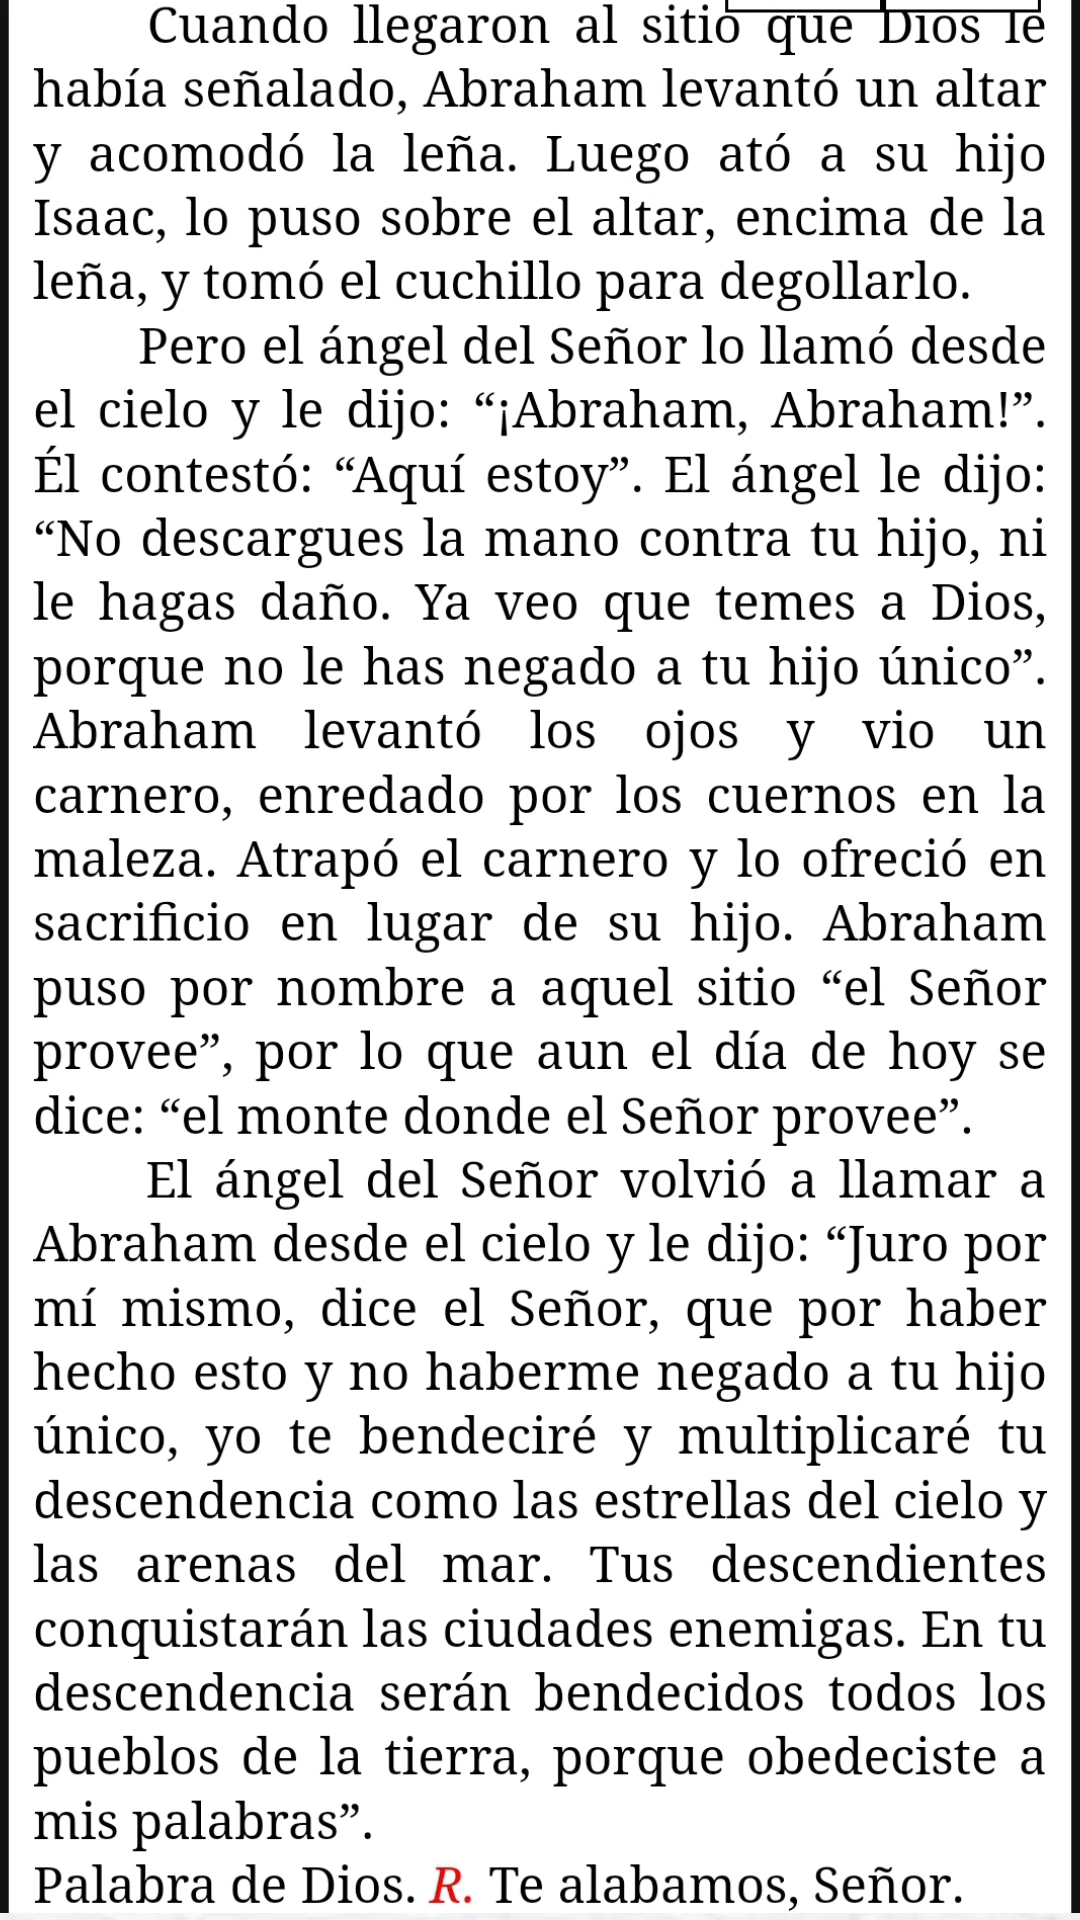 Cuando llegaron al sitio que Dios le
había señalado, Abraham levantó un altar
y acomodó la leña. Luego ató a su hijo
Isaac, lo puso sobre el altar, encima de la
leña, y tomó el cuchillo para degollarlo.
Pero el ángel del Señor lo llamó desde
el cielo y le dijo: “¡Abraham, Abraham!”.
Él contestó: “Aquí estoy”. El ángel le dijo:
“No descargues la mano contra tu hijo, ni
le hagas daño. Ya veo que temes a Dios,
porque no le has negado a tu hijo único”.
Abraham levantó los ojos y vio un
carnero, enredado por los cuernos en la
maleza. Atrapó el carnero y lo ofreció en
sacrificio en lugar de su hijo. Abraham
puso por nombre a aquel sitio “el Señor
provee”, por lo que aun el día de hoy se
dice: “el monte donde el Señor provee”.
El ángel del Señor volvió a llamar a
Abraham desde el cielo y le dijo: “Juro por
mí mismo, dice el Señor, que por haber
hecho esto y no haberme negado a tu hijo
único, yo te bendeciré y multiplicaré tu
descendencia como las estrellas del cielo y
las arenas del mar. Tus descendientes
conquistarán las ciudades enemigas. En tu
descendencia serán bendecidos todos los
pueblos de la tierra, porque obedeciste a
mis palabras”.
Palabra de Dios. R. Te alabamos, Señor.